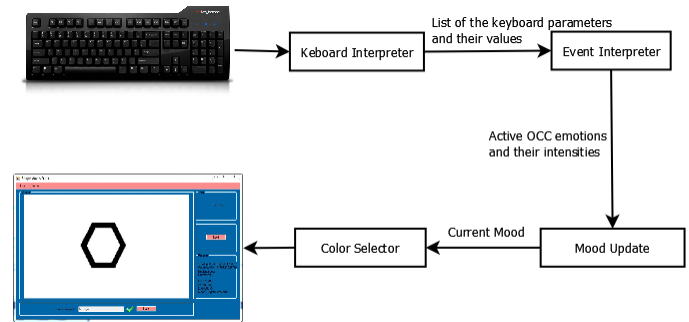 List of the keyboard parameters
and their values
Keboard Interpreter
Event Interpreter
Active OCC emotions
and their intensities
Current Mood
Color Selector
Mood Update